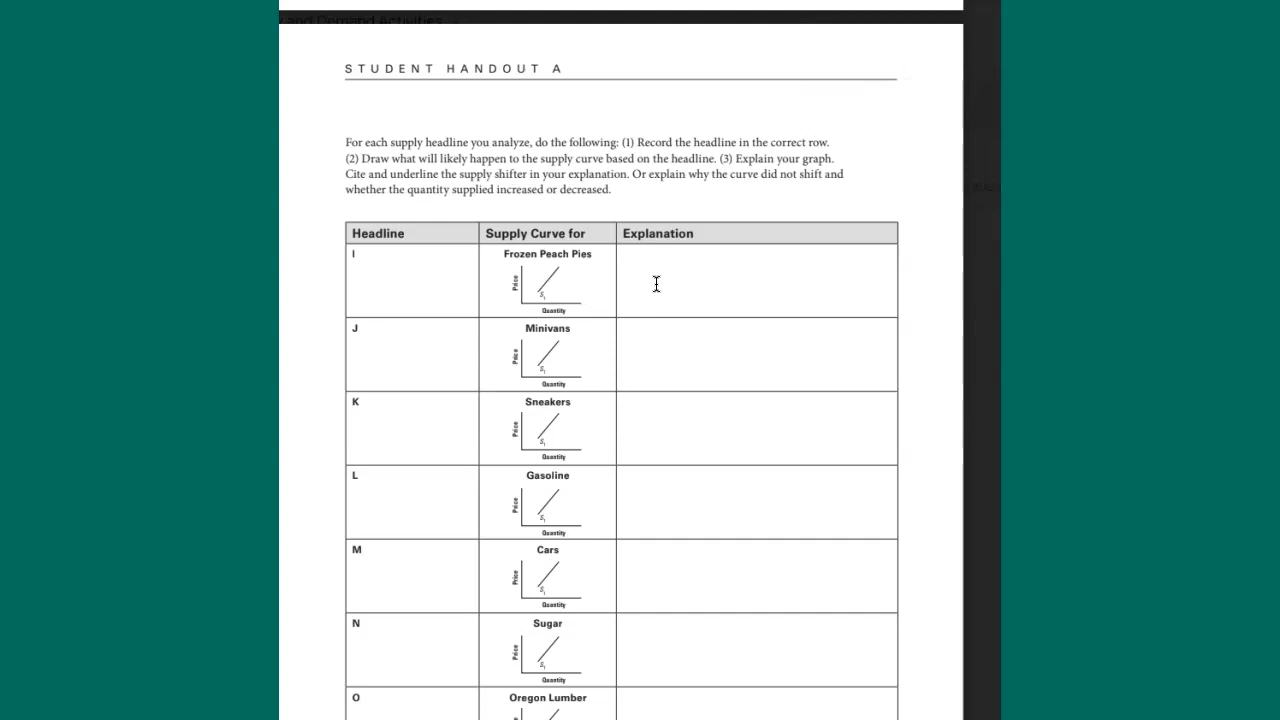 y and Demand Activities
STUDENT HANDOUT A
For each supply headline you analyze, do the following: (1) Record the headline in the correct row.
(2) Draw what will likely happen to the supply curve based on the headline. (3) Explain your graph.
Cite and underline the supply shifter in your explanation. Or explain why the curve did not shift and
whether the quantity supplied increased or decreased.
Headline Supply Curve for Explanation
I Frozen Peach Pies
Price
S1
Quantity
J Minivans
Price
S1
Quantity
K Sneakers
Price
S1
Quantity
L Gasoline
Price
S1
Quantity
M Cars
Price
S1
Quantity
N Sugar
Price
S1
Quantity
O Oregon Lumber